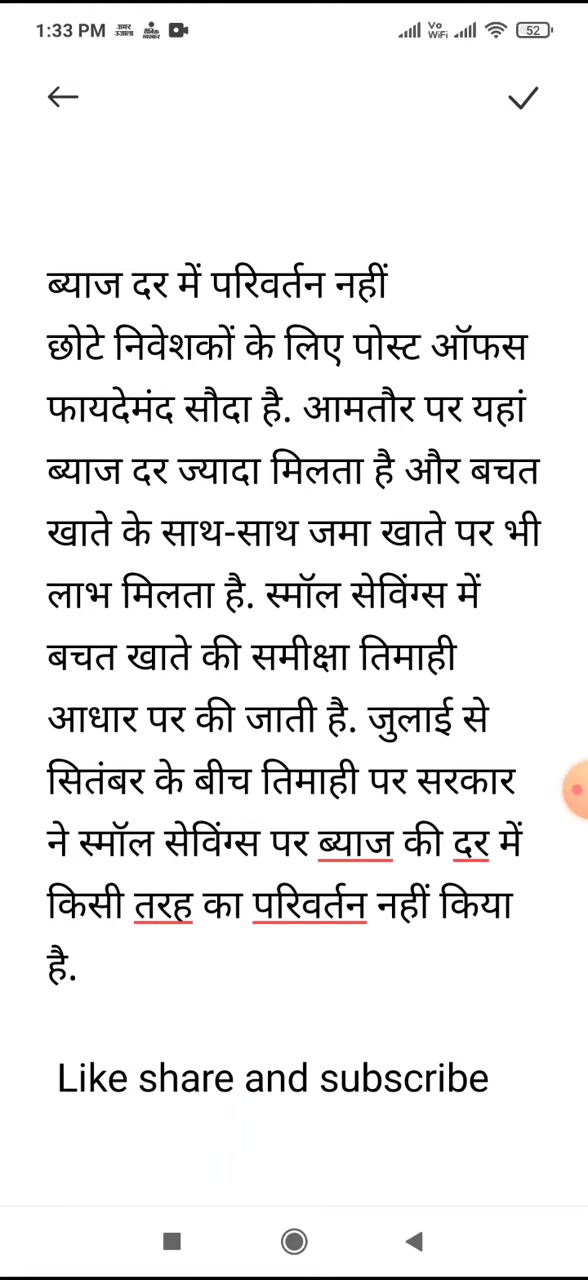 1:33 PM
Vo
WiFi
52
ब्याज दर में परिवर्तन नहीं
छोटे निवेशकों के लिए पोस्ट ऑफस
फायदेमंद सौदा है. आमतौर पर यहां
ब्याज दर ज्यादा मिलता है और बचत
खाते के साथ-साथ जमा खाते पर भी
लाभ मिलता है. स्मॉल सेविंग्स में
बचत खाते की समीक्षा तिमाही
आधार पर की जाती है. जुलाई से
सितंबर के बीच तिमाही पर सरकार
ने स्मॉल सेविंग्स पर ब्याज की दर में
किसी तरह का परिवर्तन नहीं किया
है.
Like share and subscribe